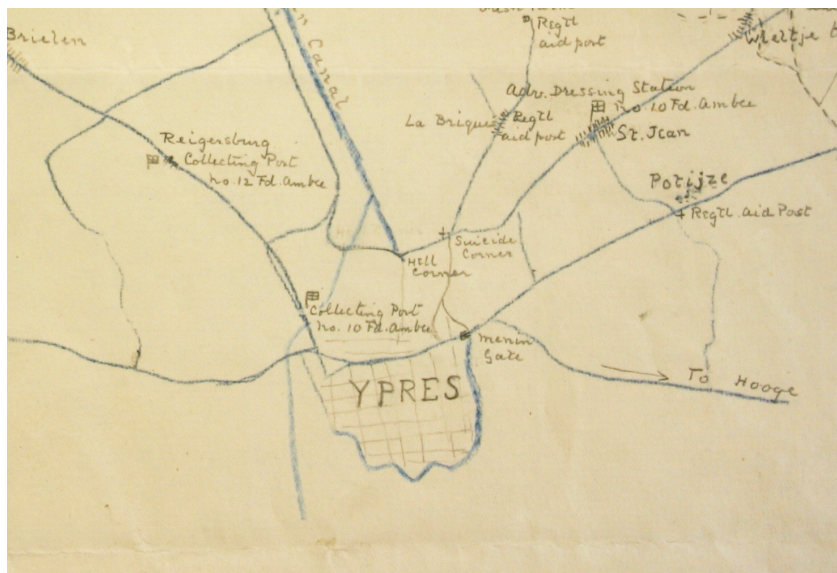 Canal
Brielen
Regtl
aid post
Wieltje
Adv. Dressing Station
No. 10 Fd. Ambce
La Brique
Regtl
aid post
St. Jean
Reigersburg
Collecting Post
No. 12 Fd. Ambce
Potijze
Regtl. Aid Post
Suicide
Corner
Hell
Corner
Collecting Post
No. 10 Fd. Ambce
Menin
Gate
YPRES
To Hooge